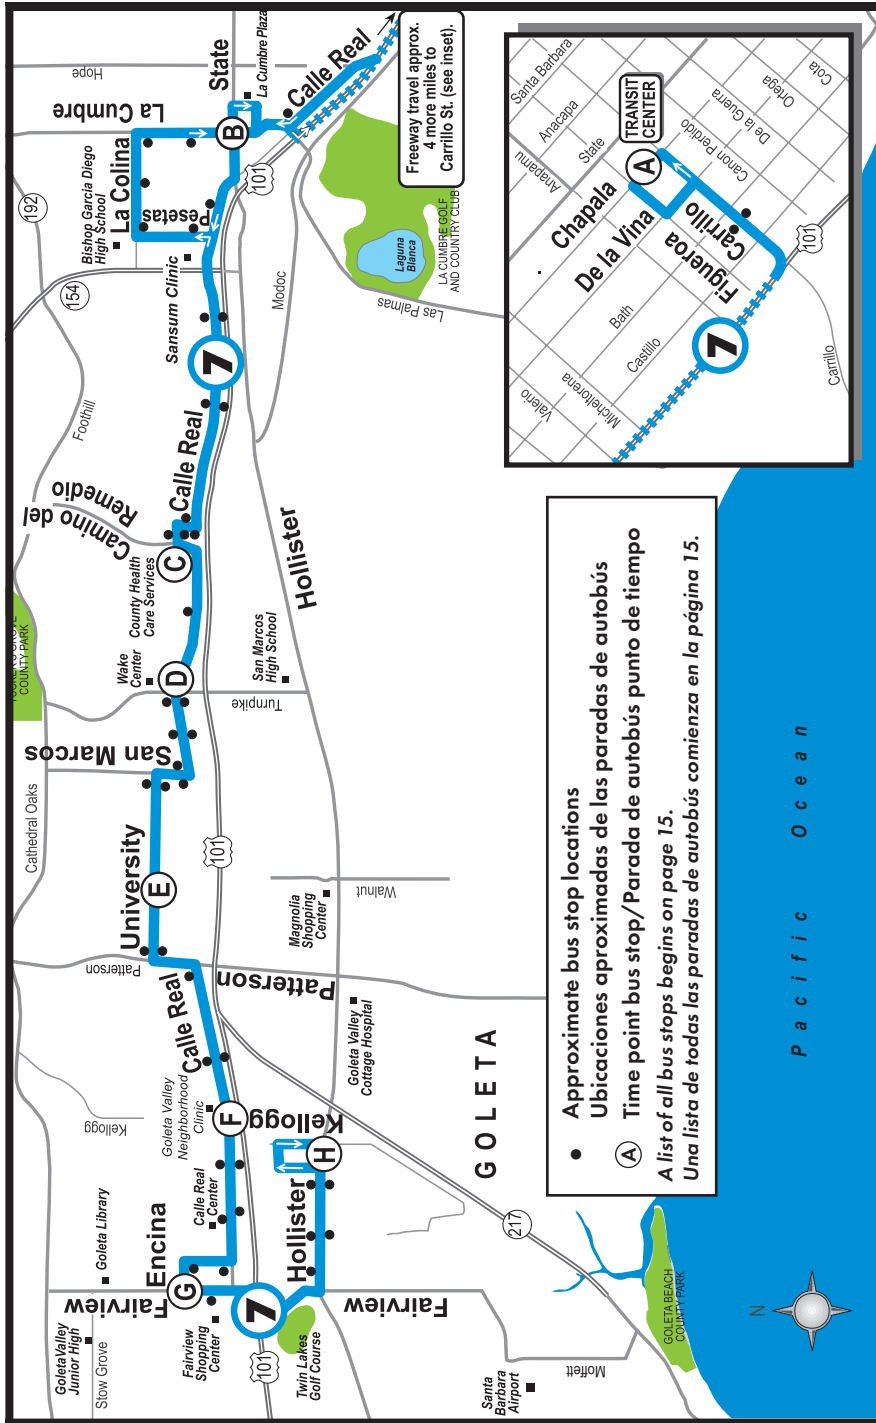 Goleta Valley
Junior High
Stow Grove
Goleta Library
Fairview
Encina
G
Fairview
Shopping
Center
Calle Real
Center
7
101
Twin Lakes
Golf Course
Hollister
H
Kellogg
Fairview
Santa
Barbara
Airport
Moffett
217
GOLETA BEACH
COUNTY PARK
N
Kellogg
Goleta Valley
Neighborhood
Clinic
F
Calle Real
Patterson
Patterson
Goleta Valley
Cottage Hospital
GOLETA
University
E
101
Magnolia
Shopping
Center
Walnut
Cathedral Oaks
San Marcos
COUNTY PARK
Wake
Center
D
Turnpike
San Marcos
High School
Hollister
County Health
Care Services
C
Camino del
Remedio
Calle Real
Foothill
7
192
154
Sansum Clinic
Bishop Garcia Diego
High School
La Colina
Pesetas
La Cumbre
Hope
State
B
La Cumbre Plaza
101
Calle Real
Modoc
Las Palmas
Laguna
Blanca
LA CUMBRE GOLF
AND COUNTRY CLUB
Freeway travel approx.
4 more miles to
Carrillo St. (see inset).
Santa Barbara
Anacapa
State
Anapamu
Chapala
De la Vina
Figueroa
Carrillo
A
TRANSIT
CENTER
Canon Perdido
De la Guerra
Ortega
Cota
Bath
Castillo
Micheltorena
Valerio
7
101
Carrillo
Approximate bus stop locations
Ubicaciones aproximadas de las paradas de autobús
A Time point bus stop/Parada de autobús punto de tiempo
A list of all bus stops begins on page 15.
Una lista de todas las paradas de autobús comienza en la página 15.
Pacific Ocean